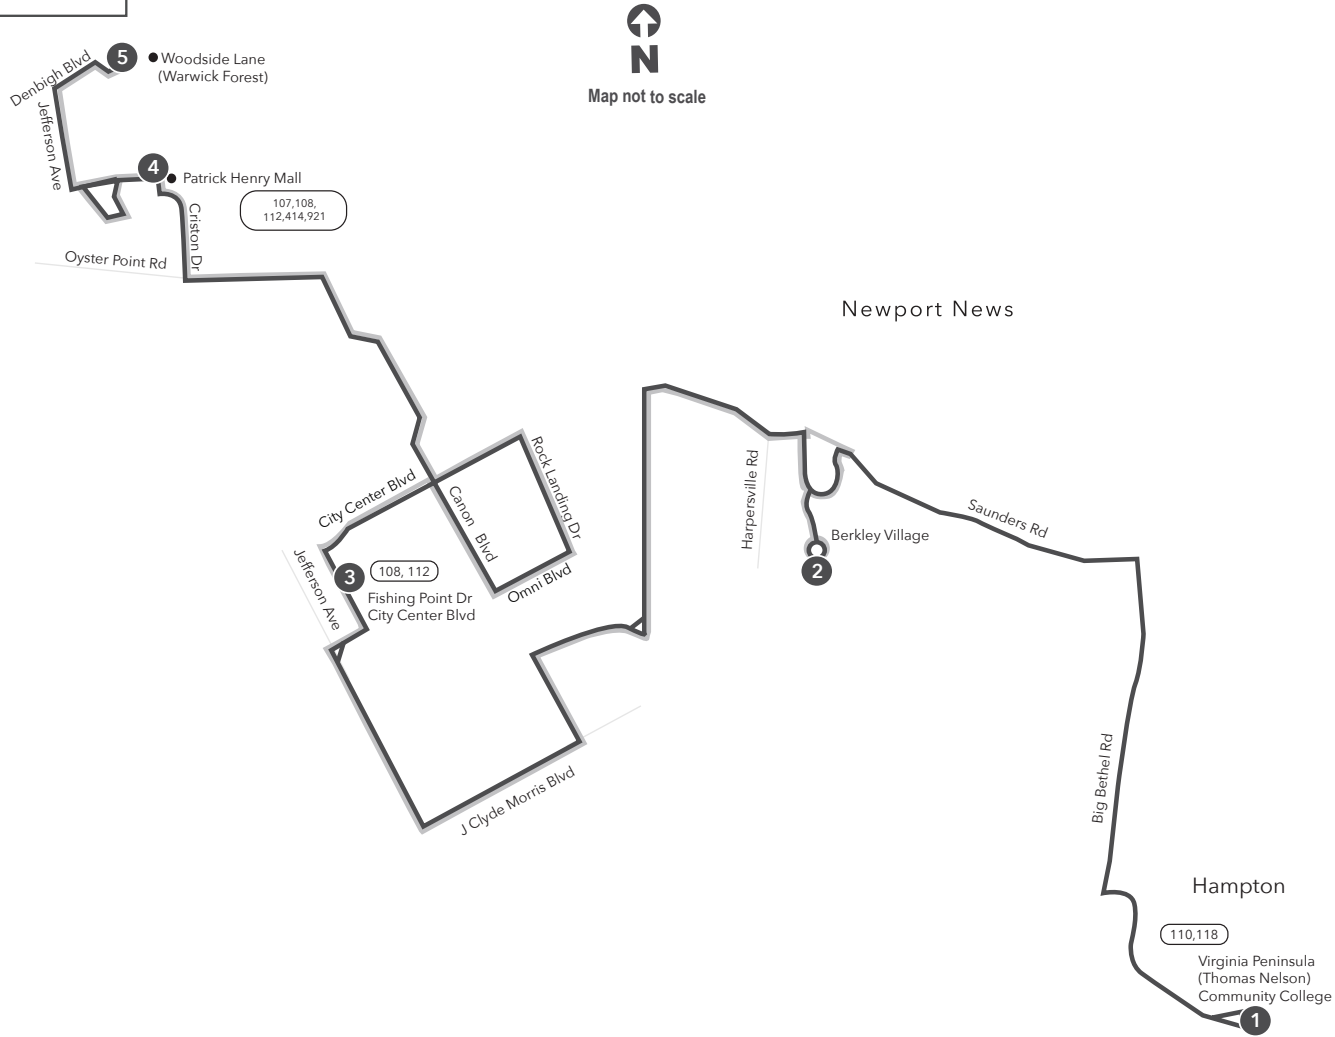 N
Map not to scale
5
Woodside Lane
(Warwick Forest)
Denbigh Blvd
Jefferson Ave
4
Patrick Henry Mall
107,108,
112,414,921
Criston Dr
Oyster Point Rd
Newport News
Rock Landing Dr
City Center Blvd
Canon Blvd
Harpersville Rd
Saunders Rd
Berkley Village
2
Jefferson Ave
3
108, 112
Fishing Point Dr
City Center Blvd
Omni Blvd
J Clyde Morris Blvd
Big Bethel Rd
Hampton
110,118
Virginia Peninsula
(Thomas Nelson)
Community College
1